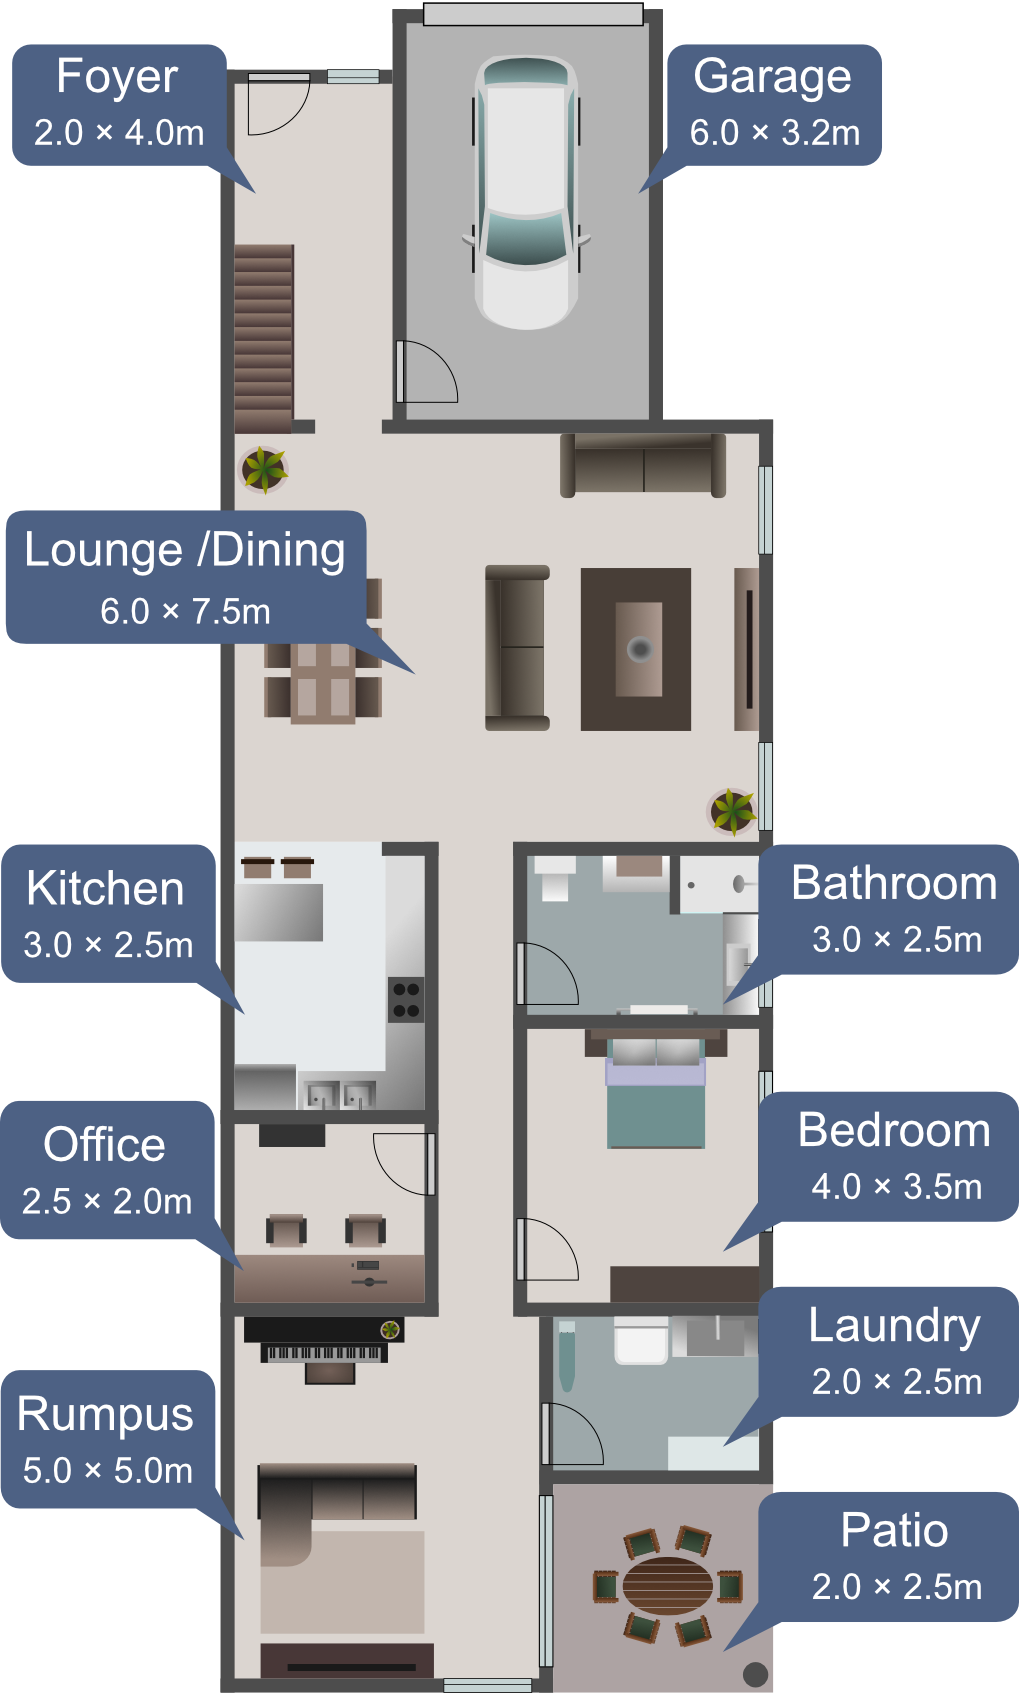 Foyer
2.0 × 4.0m
Garage
6.0 × 3.2m
Lounge /Dining
6.0 × 7.5m
Kitchen
3.0 × 2.5m
Bathroom
3.0 × 2.5m
Office
2.5 × 2.0m
Bedroom
4.0 × 3.5m
Laundry
2.0 × 2.5m
Rumpus
5.0 × 5.0m
Patio
2.0 × 2.5m